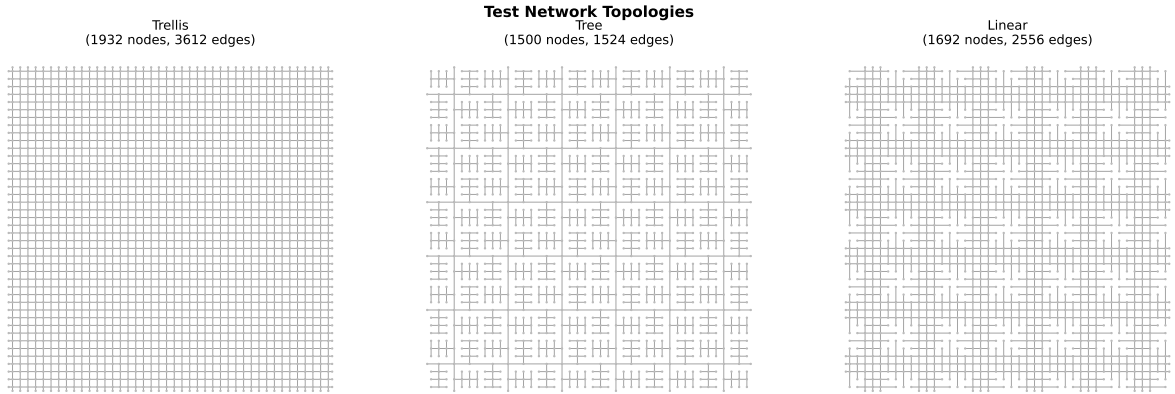 Test Network Topologies
Trellis
(1932 nodes, 3612 edges)
Tree
(1500 nodes, 1524 edges)
Linear
(1692 nodes, 2556 edges)